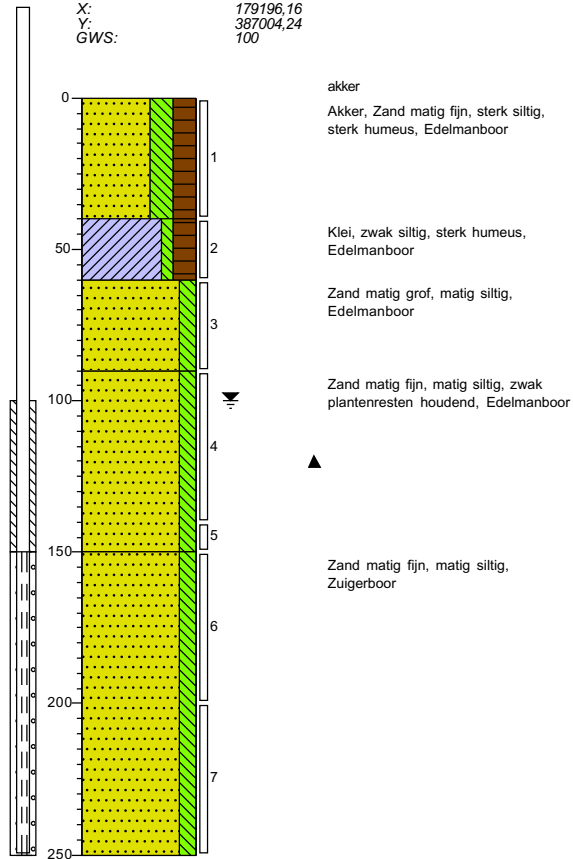 X: 179196,16
Y: 387004,24
GWS: 100
akker
0
Akker, Zand matig fijn, sterk siltig,
sterk humeus, Edelmanboor
1
Klei, zwak siltig, sterk humeus,
Edelmanboor
50
2
Zand matig grof, matig siltig,
Edelmanboor
3
Zand matig fijn, matig siltig, zwak
plantenresten houdend, Edelmanboor
100
4
5
150
Zand matig fijn, matig siltig,
Zuigerboor
6
200
7
250